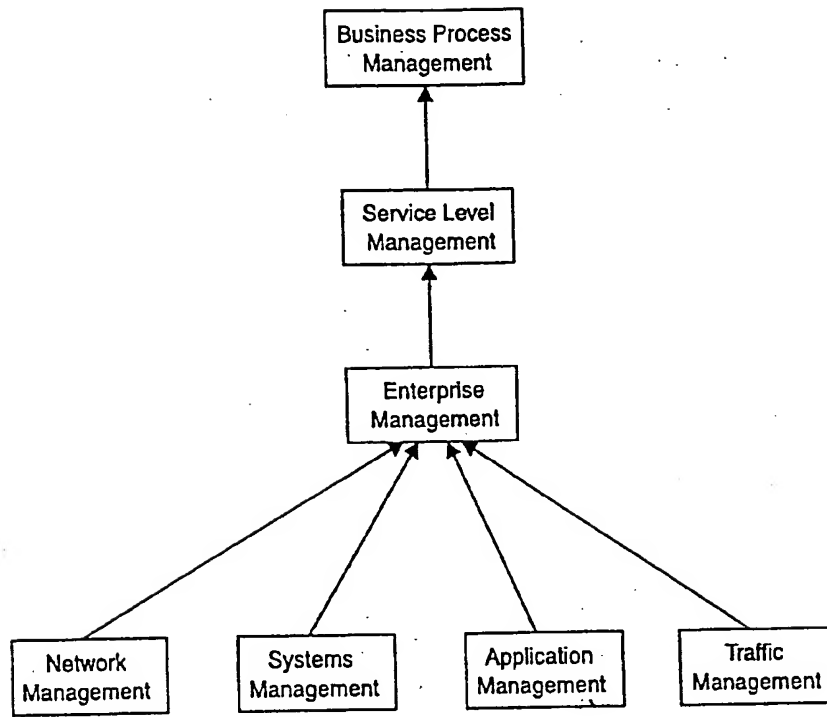 Business Process
Management
Service Level
Management
Enterprise
Management
Network
Management
Systems
Management
Application
Management
Traffic
Management